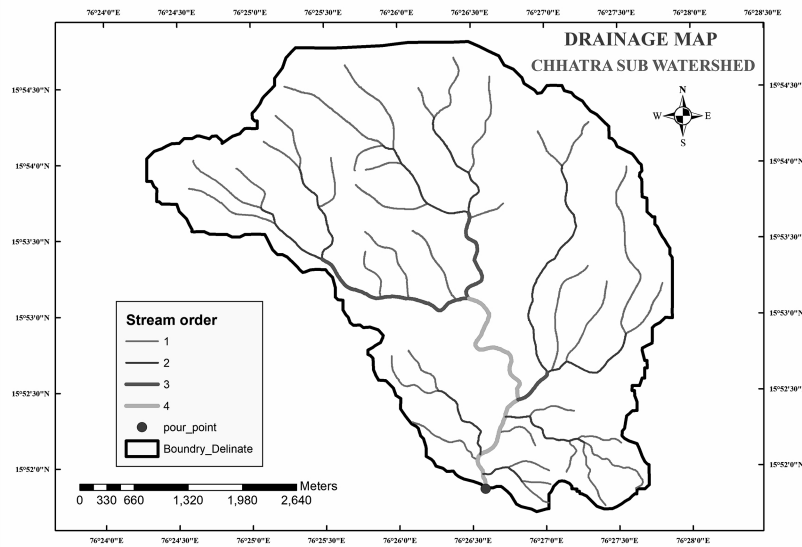 76°24'0"E 76°24'30"E 76°25'0"E 76°25'30"E 76°26'0"E 76°26'30"E 76°27'0"E 76°27'30"E 76°28'0"E 76°28'30"E
DRAINAGE MAP
CHHATRA SUB WATERSHED
N
W E
S
15°54'30"N 15°54'30"N
15°54'0"N 15°54'0"N
15°53'30"N 15°53'30"N
15°53'0"N 15°53'0"N
15°52'30"N 15°52'30"N
15°52'0"N 15°52'0"N
Stream order
1
2
3
4
pour_point
Boundry_Delinate
Meters
0 330 660 1,320 1,980 2,640
76°24'0"E 76°24'30"E 76°25'0"E 76°25'30"E 76°26'0"E 76°26'30"E 76°27'0"E 76°27'30"E 76°28'0"E